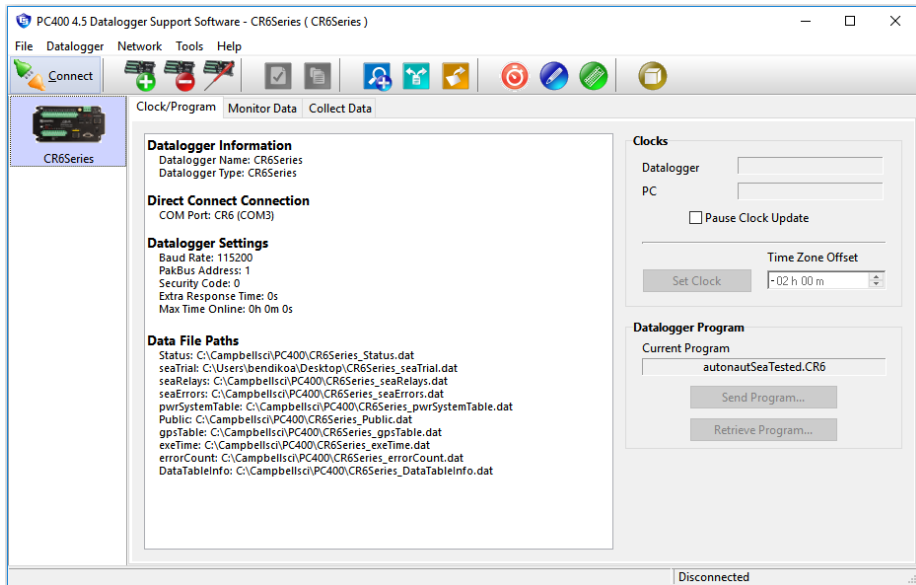 PC400 4.5 Datalogger Support Software - CR6Series ( CR6Series )
File Datalogger Network Tools Help
Connect
CR6Series
Clock/Program Monitor Data Collect Data
Datalogger Information
Datalogger Name: CR6Series
Datalogger Type: CR6Series
Direct Connect Connection
COM Port: CR6 (COM3)
Datalogger Settings
Baud Rate: 115200
PakBus Address: 1
Security Code: 0
Extra Response Time: 0s
Max Time Online: 0h 0m 0s
Data File Paths
Status: C:\Campbellsci\PC400\CR6Series_Status.dat
seaTrial: C:\Users\bendikoa\Desktop\CR6Series_seaTrial.dat
seaRelays: C:\Campbellsci\PC400\CR6Series_seaRelays.dat
seaErrors: C:\Campbellsci\PC400\CR6Series_seaErrors.dat
pwrSystemTable: C:\Campbellsci\PC400\CR6Series_pwrSystemTable.dat
Public: C:\Campbellsci\PC400\CR6Series_Public.dat
gpsTable: C:\Campbellsci\PC400\CR6Series_gpsTable.dat
exeTime: C:\Campbellsci\PC400\CR6Series_exeTime.dat
errorCount: C:\Campbellsci\PC400\CR6Series_errorCount.dat
DataTableInfo: C:\Campbellsci\PC400\CR6Series_DataTableInfo.dat
Clocks
Datalogger
PC
Pause Clock Update
Time Zone Offset
Set Clock
-02 h 00 m
Datalogger Program
Current Program
autonautSeaTested.CR6
Send Program...
Retrieve Program...
Disconnected